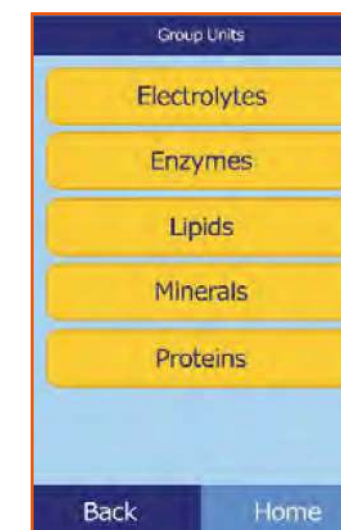 Group Units
Electrolytes
Enzymes
Lipids
Minerals
Proteins
Back Home